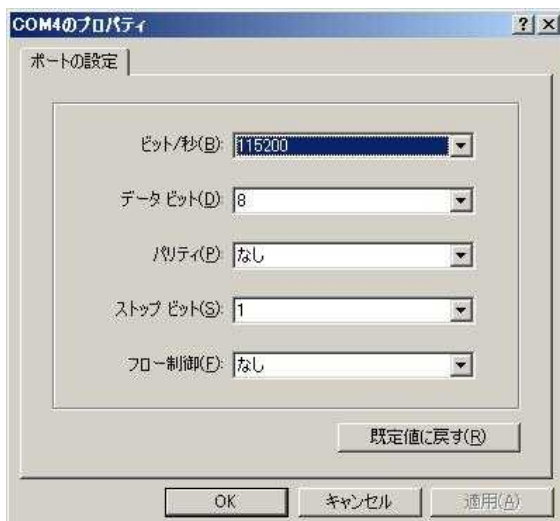 COM4のプロパティ
ポートの設定
ビット/秒(B): 115200
データ ビット(D): 8
パリティ(P): なし
ストップ ビット(S): 1
フロー制御(F): なし
既定値に戻す(R)
OK キャンセル 適用(A)